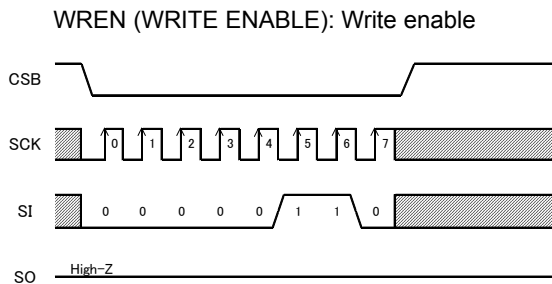 WREN (WRITE ENABLE): Write enable
CSB
SCK 0 1 2 3 4 5 6 7
SI 0 0 0 0 0 1 1 0
SO High-Z